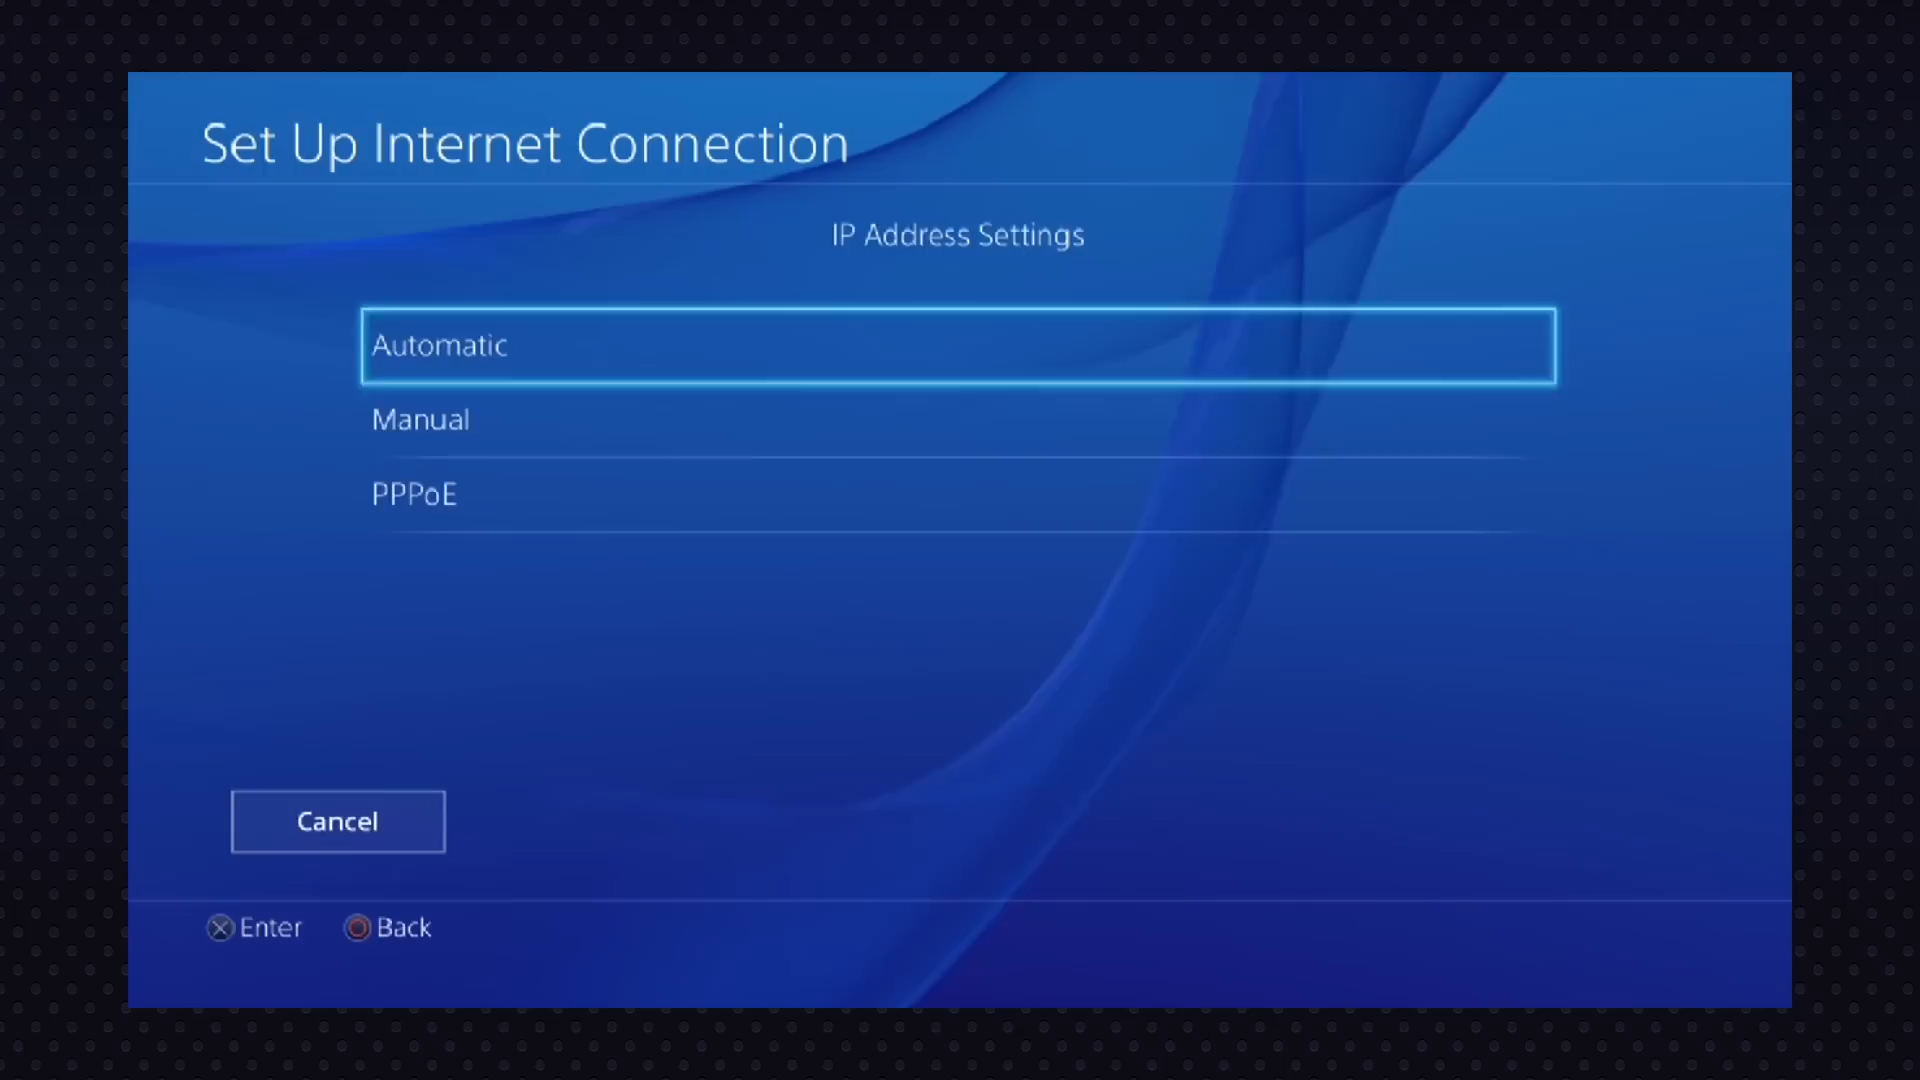 Set Up Internet Connection
IP Address Settings
Automatic
Manual
PPPoE
Cancel
Enter
Back